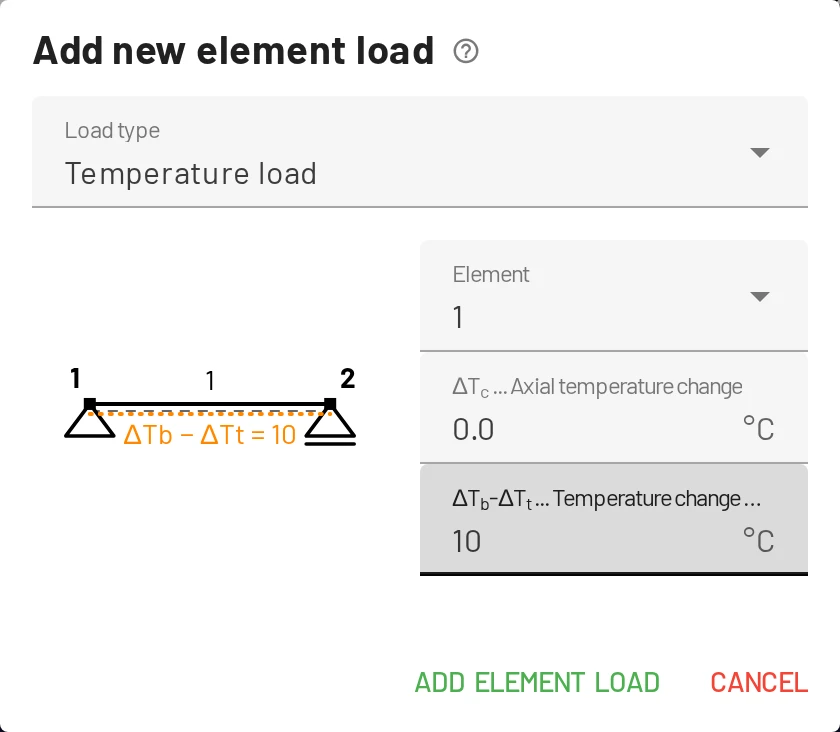 Add new element load ?
Load type
Temperature load
Element
1
1 1 2
ΔTc ... Axial temperature change
0.0 °C
ΔTb − ΔTt = 10
ΔTb-ΔTt ... Temperature change ...
10 °C
ADD ELEMENT LOAD CANCEL